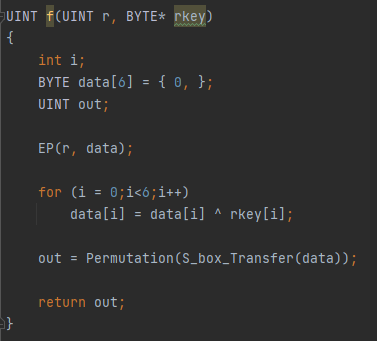 UINT f(UINT r, BYTE* rkey)
{
    int i;
    BYTE data[6] = { 0, };
    UINT out;

    EP(r, data);

    for (i = 0;i<6;i++)
        data[i] = data[i] ^ rkey[i];

    out = Permutation(S_box_Transfer(data));

    return out;
}